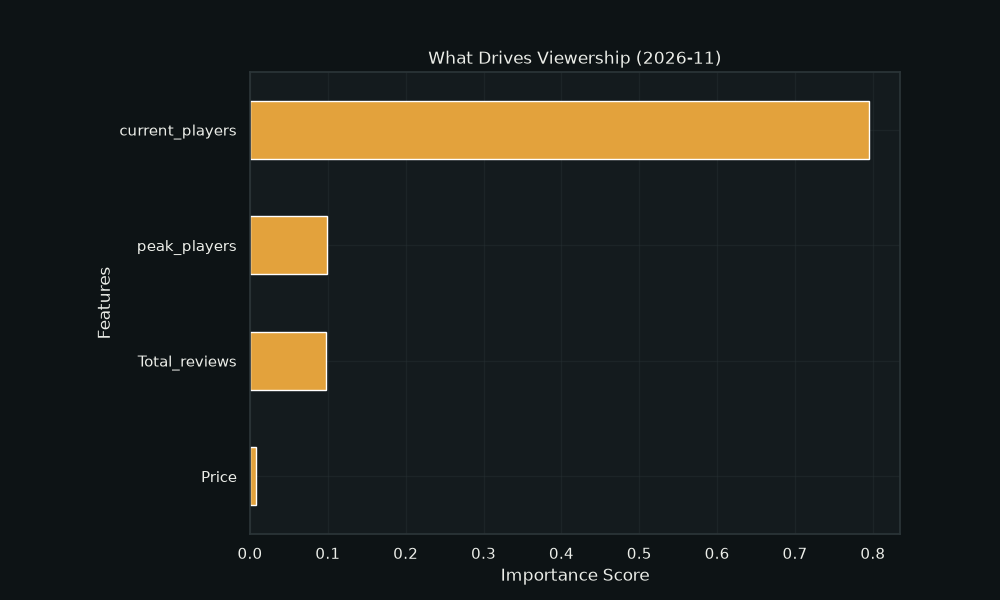 What Drives Viewership (2026-11)
current_players
peak_players
Total_reviews
Price
Features
0.0 0.1 0.2 0.3 0.4 0.5 0.6 0.7 0.8
Importance Score